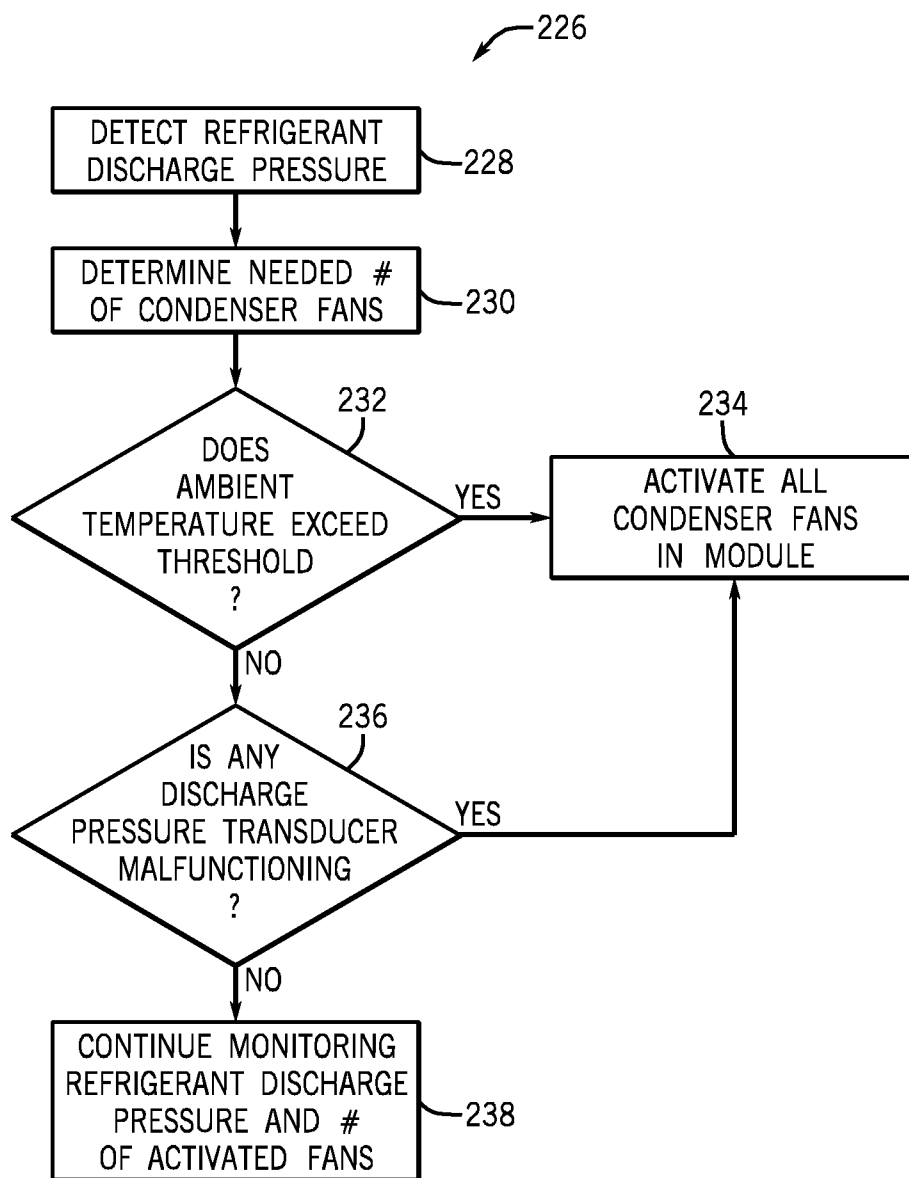 226
DETECT REFRIGERANT
DISCHARGE PRESSURE
228
DETERMINE NEEDED #
OF CONDENSER FANS
230
232
DOES
AMBIENT
TEMPERATURE EXCEED
THRESHOLD
?
YES
234
ACTIVATE ALL
CONDENSER FANS
IN MODULE
NO
236
IS ANY
DISCHARGE
PRESSURE TRANSDUCER
MALFUNCTIONING
?
YES
NO
CONTINUE MONITORING
REFRIGERANT DISCHARGE
PRESSURE AND #
OF ACTIVATED FANS
238